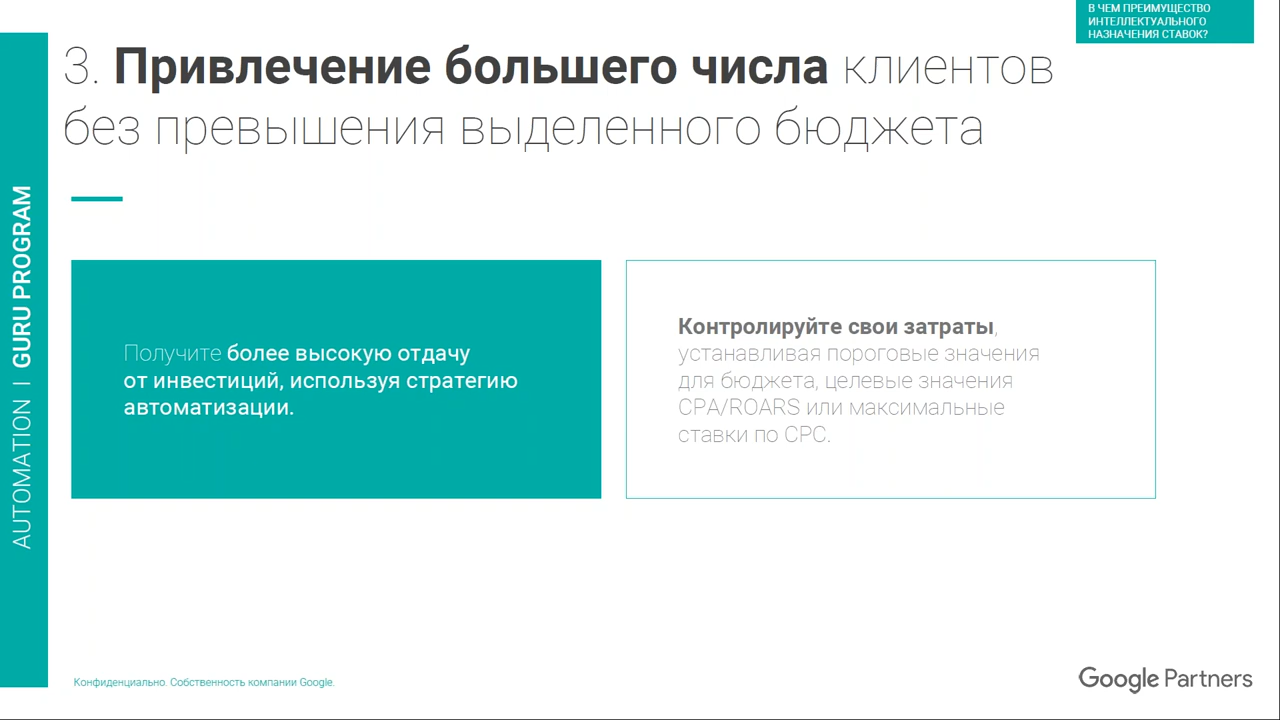 В ЧЕМ ПРЕИМУЩЕСТВО
ИНТЕЛЛЕКТУАЛЬНОГО
НАЗНАЧЕНИЯ СТАВОК?
3. Привлечение большего числа клиентов
без превышения выделенного бюджета
AUTOMATION | GURU PROGRAM
Получите более высокую отдачу
от инвестиций, используя стратегию
автоматизации.
Контролируйте свои затраты,
устанавливая пороговые значения
для бюджета, целевые значения
CPA/ROARS или максимальные
ставки по CPC.
Конфиденциально. Собственность компании Google.
Google Partners